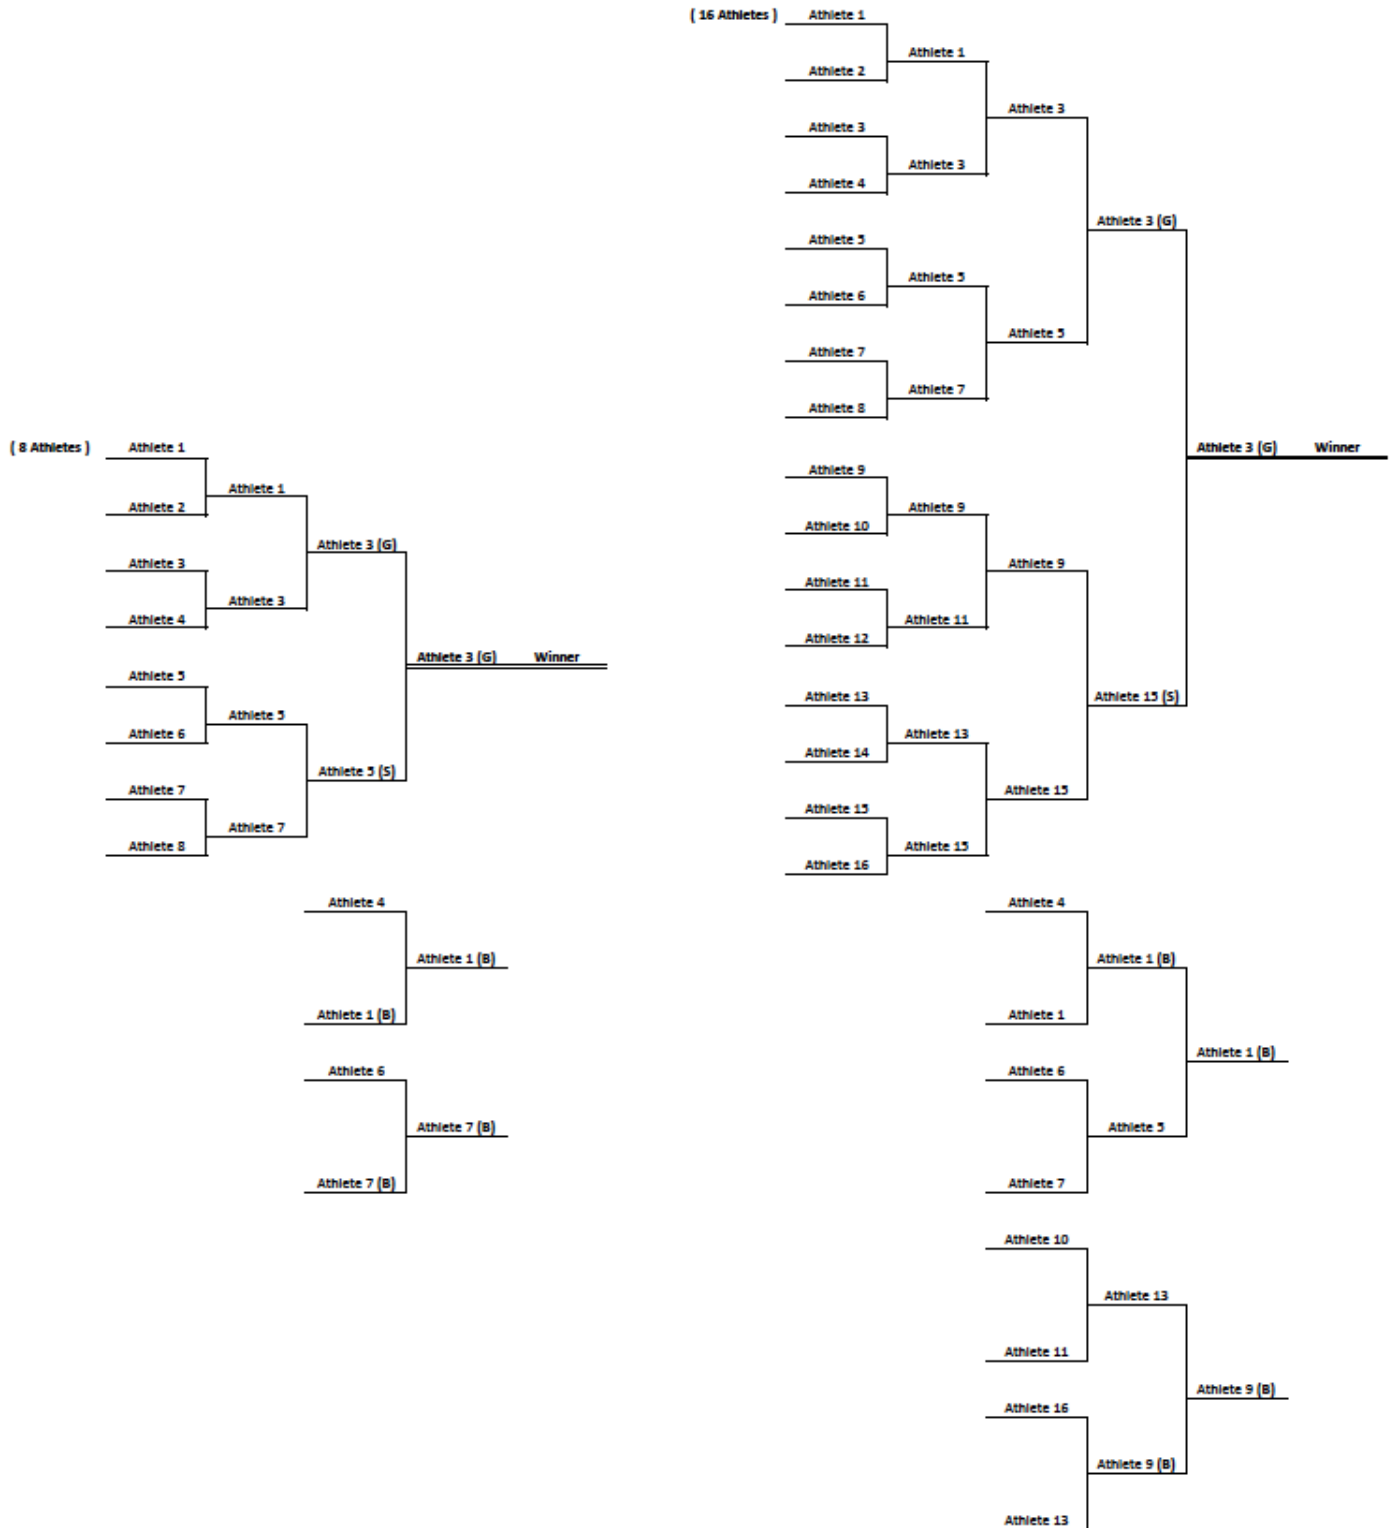 ( 16 Athletes ) Athlete 1
Athlete 1
Athlete 2
Athlete 3
Athlete 3
Athlete 3
Athlete 4
Athlete 3 (G)
Athlete 5
Athlete 5
Athlete 6
Athlete 5
Athlete 7
Athlete 7
Athlete 8
Athlete 3 (G) Winner
Athlete 9
Athlete 9
Athlete 10
Athlete 9
Athlete 11
Athlete 11
Athlete 12
Athlete 15 (S)
Athlete 13
Athlete 13
Athlete 14
Athlete 15
Athlete 15
Athlete 15
Athlete 16
( 8 Athletes ) Athlete 1
Athlete 1
Athlete 2
Athlete 3 (G)
Athlete 3
Athlete 3
Athlete 4
Athlete 3 (G) Winner
Athlete 5
Athlete 5
Athlete 6
Athlete 5 (S)
Athlete 7
Athlete 7
Athlete 8
Athlete 4
Athlete 1 (B)
Athlete 1 (B)
Athlete 6
Athlete 7 (B)
Athlete 7 (B)
Athlete 4
Athlete 1 (B)
Athlete 1
Athlete 1 (B)
Athlete 6
Athlete 5
Athlete 7
Athlete 10
Athlete 13
Athlete 11
Athlete 9 (B)
Athlete 16
Athlete 9 (B)
Athlete 13